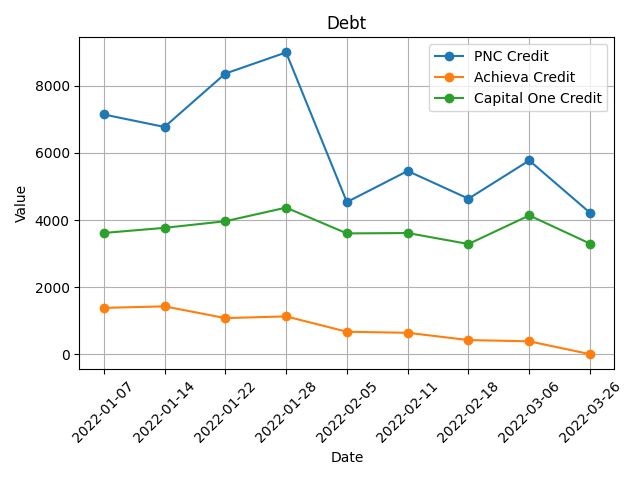 Debt
PNC Credit
Achieva Credit
Capital One Credit
8000
6000
4000
2000
0
Value
2022-01-07
2022-01-14
2022-01-22
2022-01-28
2022-02-05
2022-02-11
2022-02-18
2022-03-06
2022-03-26
Date